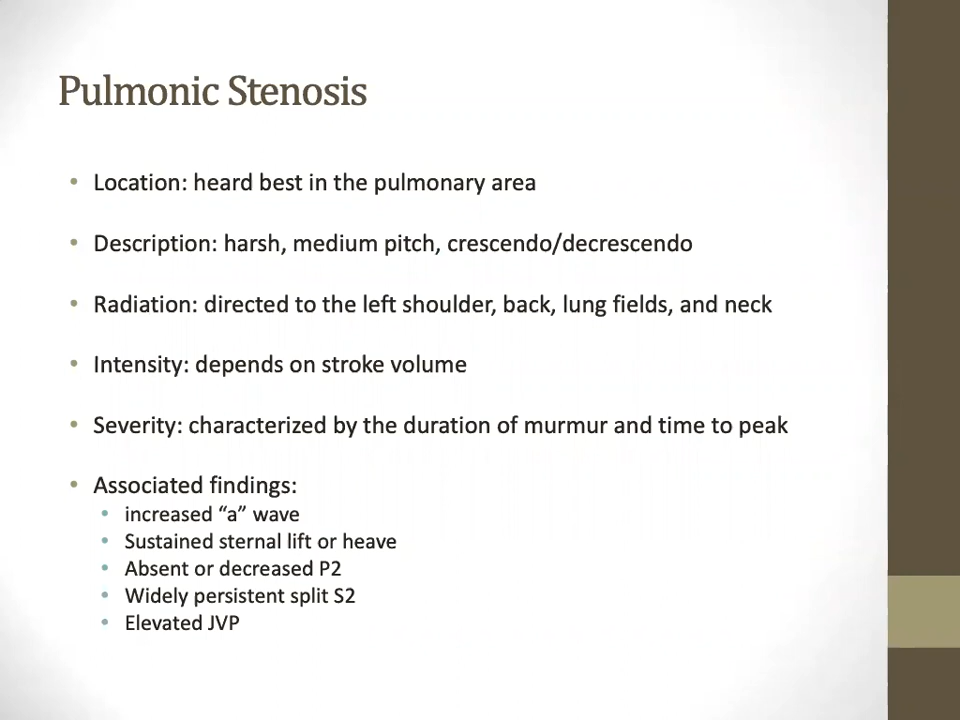 Pulmonic Stenosis
• Location: heard best in the pulmonary area
• Description: harsh, medium pitch, crescendo/decrescendo
• Radiation: directed to the left shoulder, back, lung fields, and neck
• Intensity: depends on stroke volume
• Severity: characterized by the duration of murmur and time to peak
• Associated findings:
• increased “a” wave
• Sustained sternal lift or heave
• Absent or decreased P2
• Widely persistent split S2
• Elevated JVP